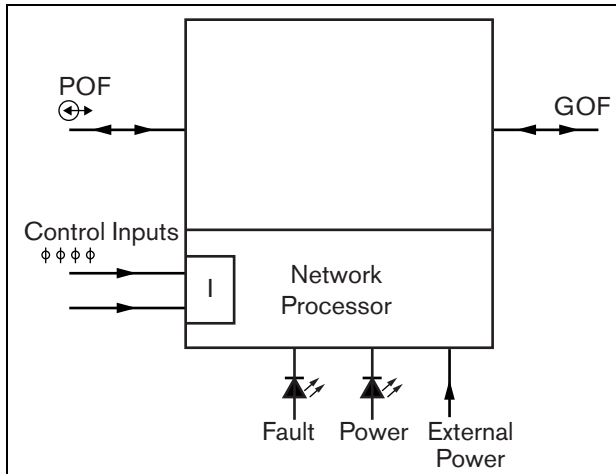 POF
GOF
Control Inputs
ϕ ϕ ϕ ϕ
I
Network
Processor
Fault
Power
External
Power